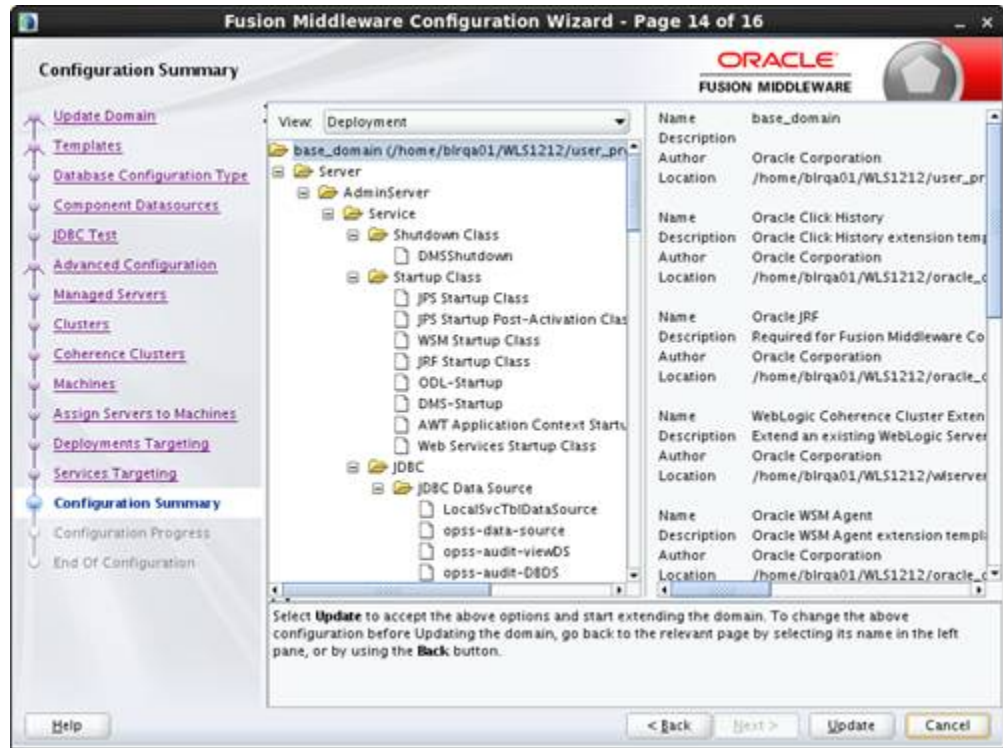 Fusion Middleware Configuration Wizard - Page 14 of 16
Configuration Summary
ORACLE
FUSION MIDDLEWARE
Update Domain
Templates
Database Configuration Type
Component Datasources
JDBC Test
Advanced Configuration
Managed Servers
Clusters
Coherence Clusters
Machines
Assign Servers to Machines
Deployments Targeting
Services Targeting
Configuration Summary
Configuration Progress
End Of Configuration
View: Deployment
base_domain (/home/blrqa01/WLS1212/user_pr
Server
AdminServer
Service
Shutdown Class
DMSShutdown
Startup Class
JPS Startup Class
JPS Startup Post-Activation Clas
WSM Startup Class
JRF Startup Class
ODL-Startup
DMS-Startup
AWT Application Context Startu
Web Services Startup Class
JDBC
JDBC Data Source
LocalSvcTblDataSource
opss-data-source
opss-audit-viewDS
opss-audit-DBDS
Name base_domain
Description
Author Oracle Corporation
Location /home/blrqa01/WLS1212/user_pr
Name Oracle Click History
Description Oracle Click History extension temp
Author Oracle Corporation
Location /home/blrqa01/WLS1212/oracle_c
Name Oracle JRF
Description Required for Fusion Middleware Co
Author Oracle Corporation
Location /home/blrqa01/WLS1212/oracle_c
Name WebLogic Coherence Cluster Exten
Description Extend an existing WebLogic Server
Author Oracle Corporation
Location /home/blrqa01/WLS1212/wlserver
Name Oracle WSM Agent
Description Oracle WSM Agent extension templa
Author Oracle Corporation
Location /home/blrqa01/WLS1212/oracle_c
Select Update to accept the above options and start extending the domain. To change the above
configuration before Updating the domain, go back to the relevant page by selecting its name in the left
pane, or by using the Back button.
Help
< Back
Next >
Update
Cancel